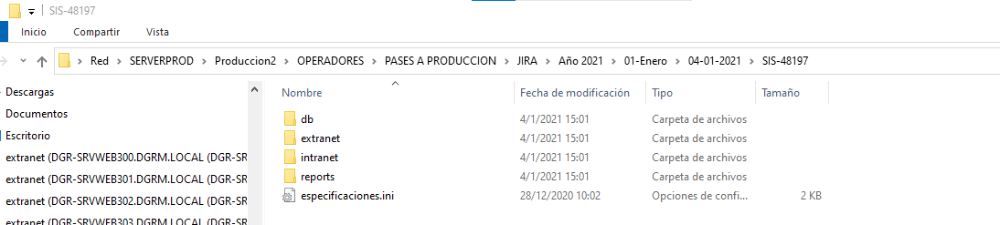 SIS-48197
Inicio Compartir Vista
Red > SERVERPROD > Produccion2 > OPERADORES > PASES A PRODUCCION > JIRA > Año 2021 > 01-Enero > 04-01-2021 > SIS-48197
Descargas
Documentos
Escritorio
extranet (DGR-SRVWEB300.DGRM.LOCAL (DGR-SR
extranet (DGR-SRVWEB301.DGRM.LOCAL (DGR-SR
extranet (DGR-SRVWEB302.DGRM.LOCAL (DGR-SR
extranet (DGR-SRVWEB303.DGRM.LOCAL (DGR-SR
Nombre Fecha de modificación Tipo Tamaño
db 4/1/2021 15:01 Carpeta de archivos
extranet 4/1/2021 15:01 Carpeta de archivos
intranet 4/1/2021 15:01 Carpeta de archivos
reports 4/1/2021 15:01 Carpeta de archivos
especificaciones.ini 28/12/2020 10:02 Opciones de confi... 2 KB